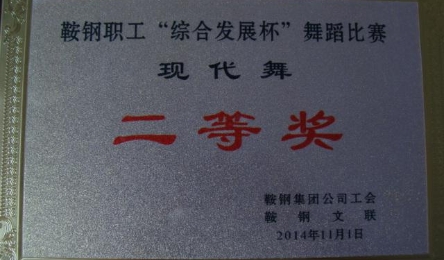 鞍钢职工“综合发展杯”舞蹈比赛
现代舞
二等奖
鞍钢集团公司工会
鞍钢文联
2014年11月1日